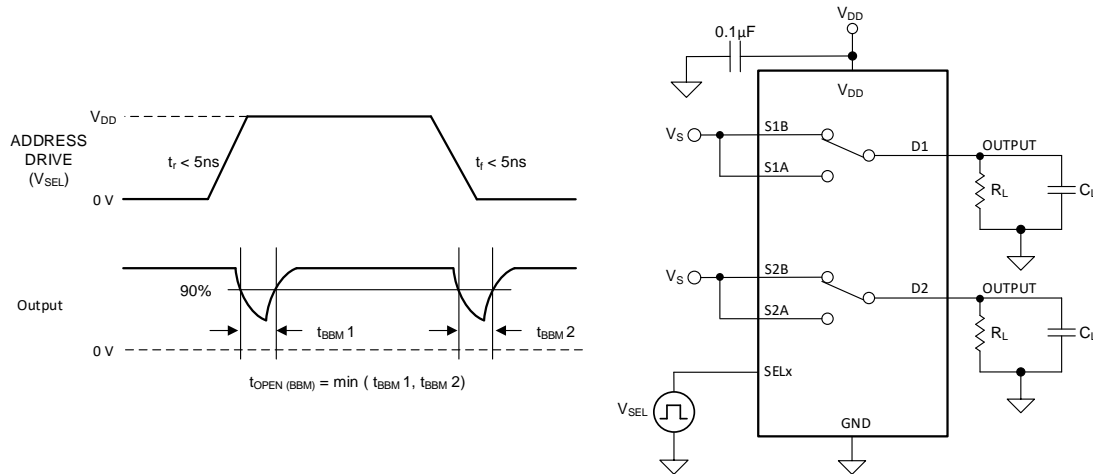 V_DD
ADDRESS
DRIVE
(V_SEL)
t_r < 5ns
t_f < 5ns
0 V
90%
Output
t_BBM 1
t_BBM 2
0 V
t_OPEN (BBM) = min ( t_BBM 1, t_BBM 2)
V_DD
0.1µF
V_DD
V_S
S1B
S1A
D1
OUTPUT
R_L
C_L
V_S
S2B
S2A
D2
OUTPUT
R_L
C_L
SELx
V_SEL
GND